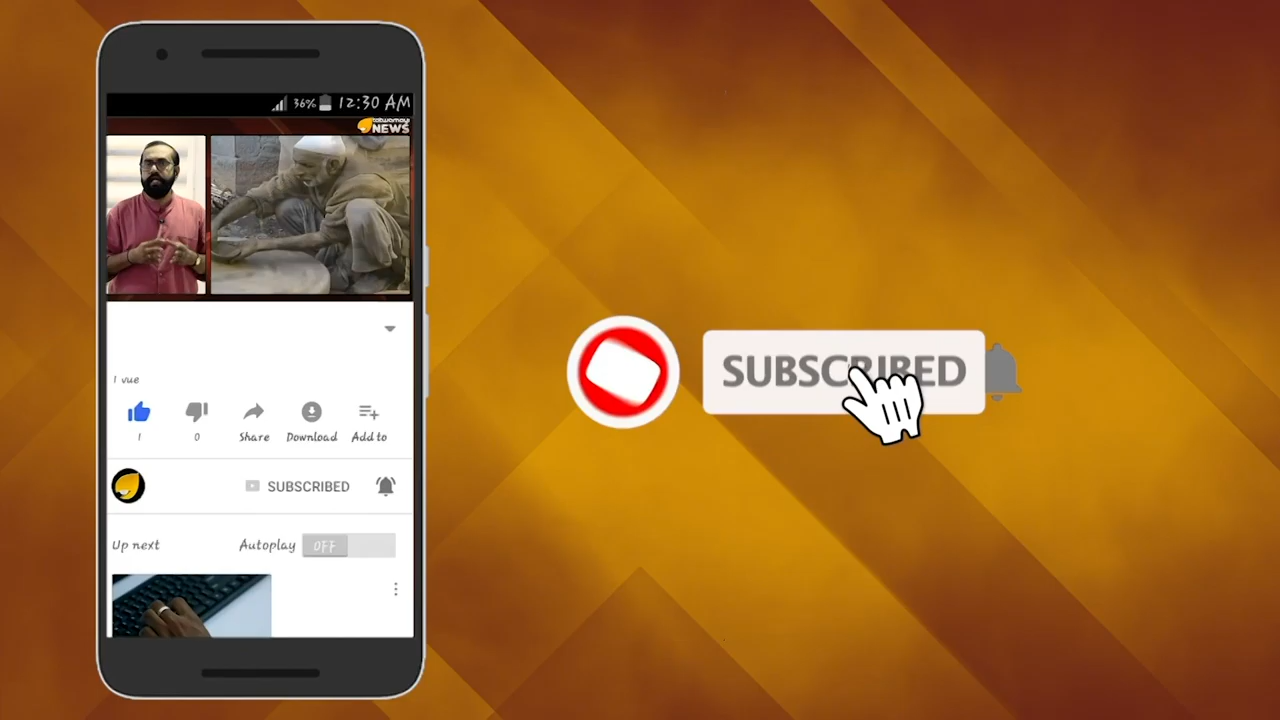 36% 12:30 AM
tatwamayi
NEWS
1 vue
1 0 Share Download Add to
SUBSCRIBED
Up next Autoplay OFF
SUBSCRIBED